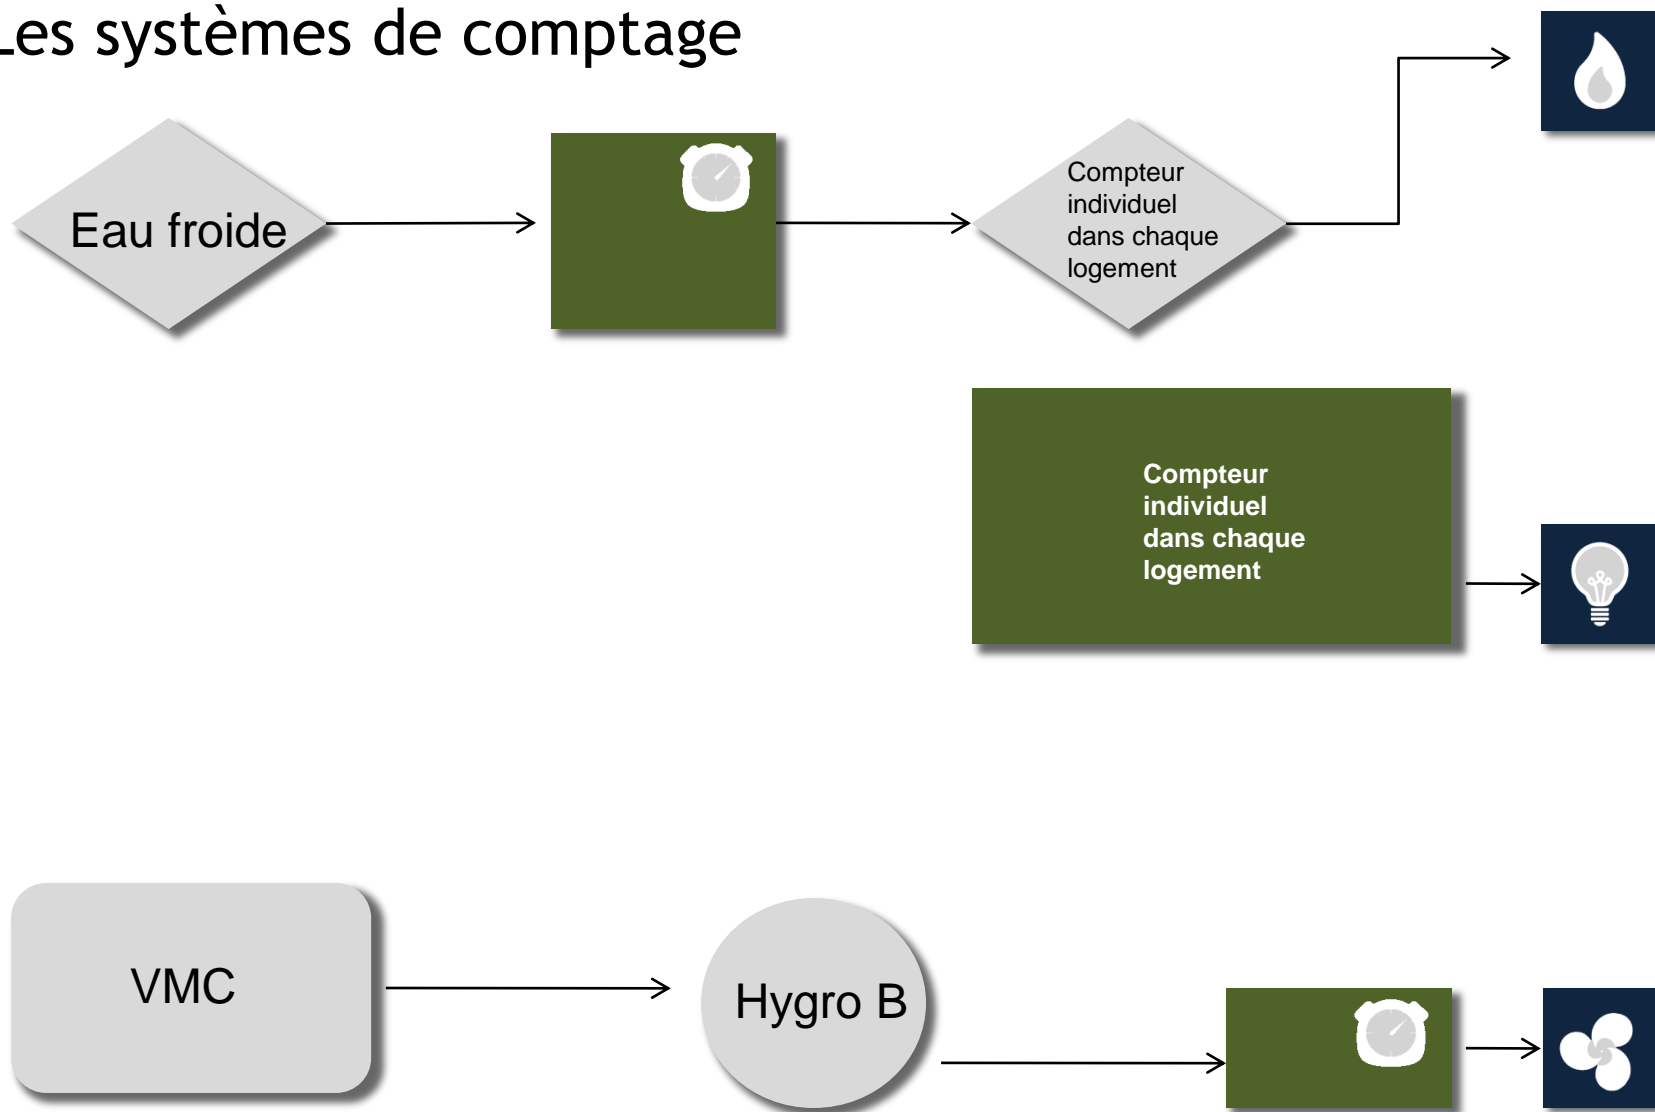 Les systèmes de comptage
Eau froide
Compteur
individuel
dans chaque
logement
Compteur
individuel
dans chaque
logement
VMC
Hygro B